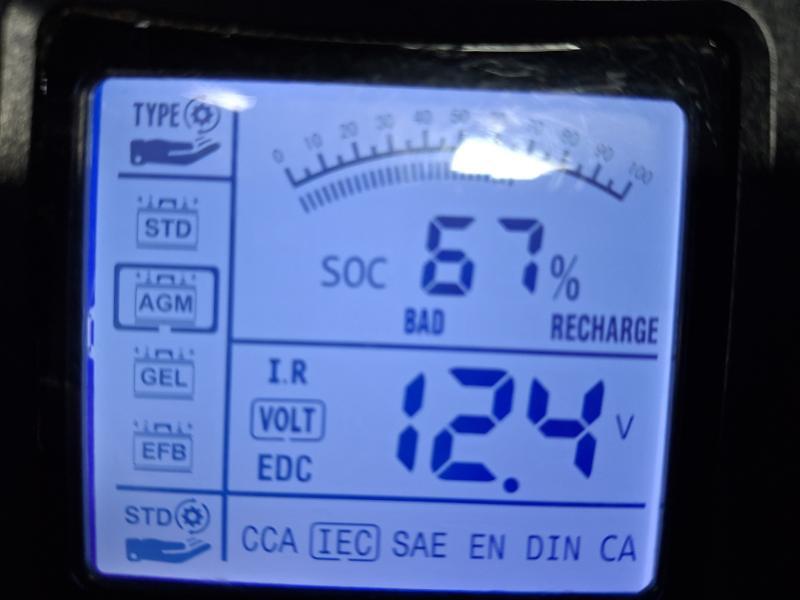 TYPE
STD
AGM
GEL
EFB
STD
0 10 20 30 40 50 70 80 90 100
SOC 67%
BAD RECHARGE
I.R
VOLT
EDC
12.4 V
CCA IEC SAE EN DIN CA